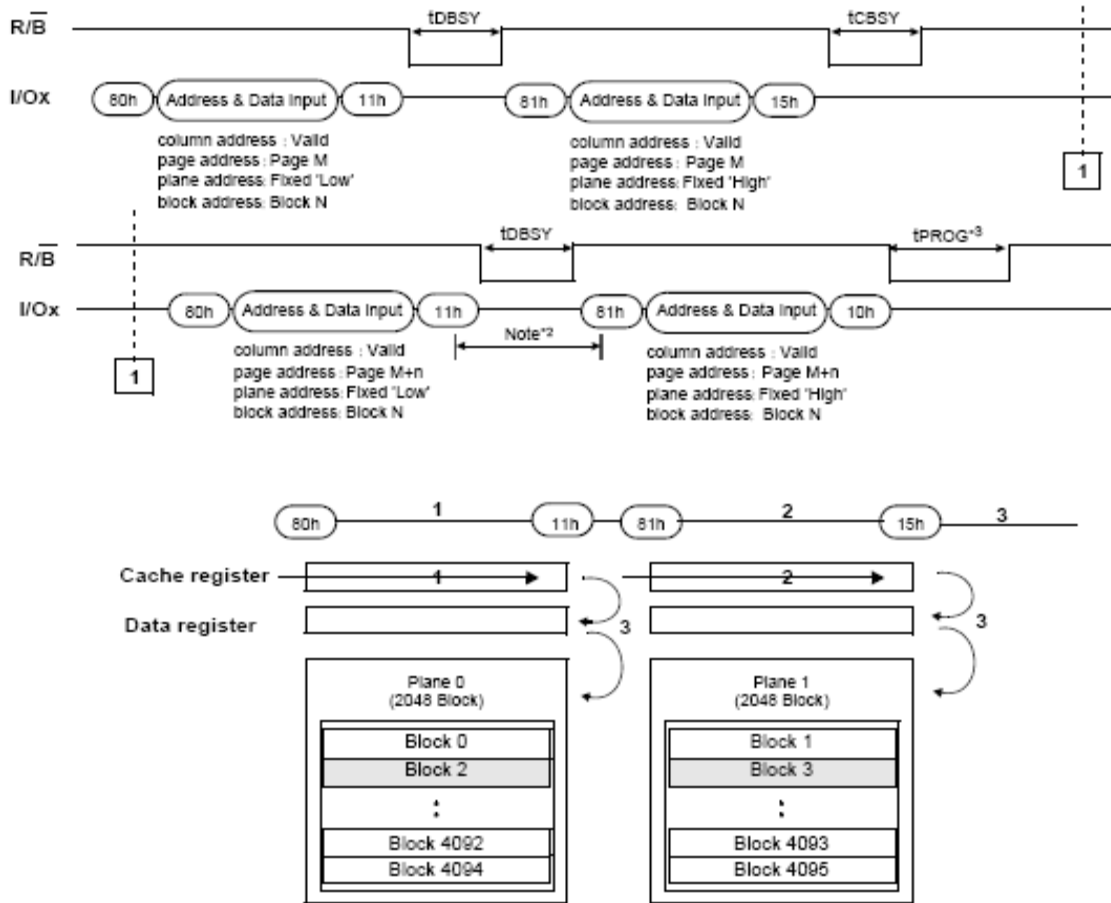 tDBSY tCBSY
R/B
I/Ox 80h Address & Data Input 11h 81h Address & Data Input 15h
column address : Valid column address : Valid
page address : Page M page address : Page M
plane address: Fixed 'Low' plane address: Fixed 'High'
block address: Block N block address: Block N
1
tDBSY tPROG*3
R/B
I/Ox 80h Address & Data Input 11h 81h Address & Data Input 10h
Note*2
column address : Valid column address : Valid
page address : Page M+n page address : Page M+n
plane address: Fixed 'Low' plane address: Fixed 'High'
block address: Block N block address: Block N
1
80h 1 11h 81h 2 15h 3
Cache register 1 2
Data register 3 3
Plane 0 Plane 1
(2048 Block) (2048 Block)
Block 0 Block 1
Block 2 Block 3
Block 4092 Block 4093
Block 4094 Block 4095